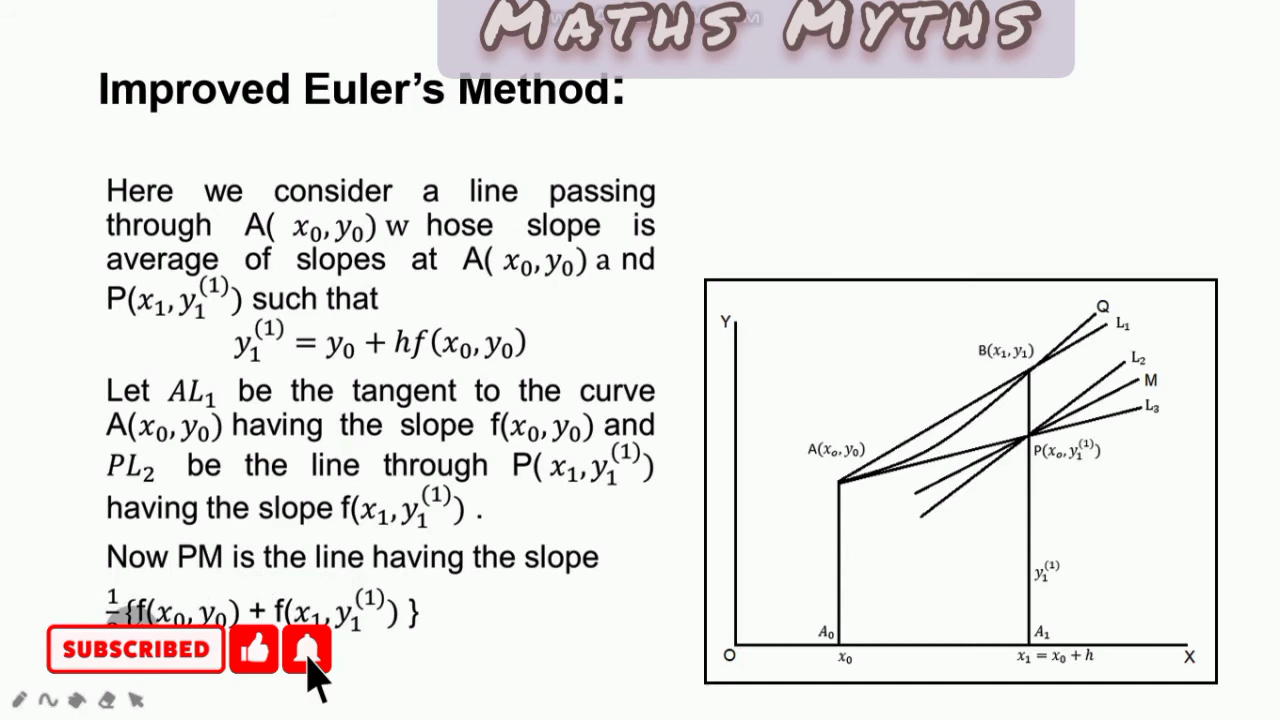 MATHS MYTHS
Improved Euler's Method:
Here we consider a line passing
through A( x₀, y₀) w hose slope is
average of slopes at A( x₀, y₀) a nd
P(x₁, y₁⁽¹⁾) such that
y₁⁽¹⁾ = y₀ + hf(x₀, y₀)
Let AL₁ be the tangent to the curve
A(x₀, y₀) having the slope f(x₀, y₀) and
PL₂ be the line through P( x₁, y₁⁽¹⁾)
having the slope f(x₁, y₁⁽¹⁾) .
Now PM is the line having the slope
1 {f(x₀, y₀) + f(x₁, y₁⁽¹⁾) }
SUBSCRIBED
Y
Q
L₁
B(x₁, y₁)
L₂
M
L₃
A(xₒ, y₀)
P(xₒ, y₁⁽¹⁾)
y₁⁽¹⁾
A₀
A₁
O
x₀
x₁ = x₀ + h
X